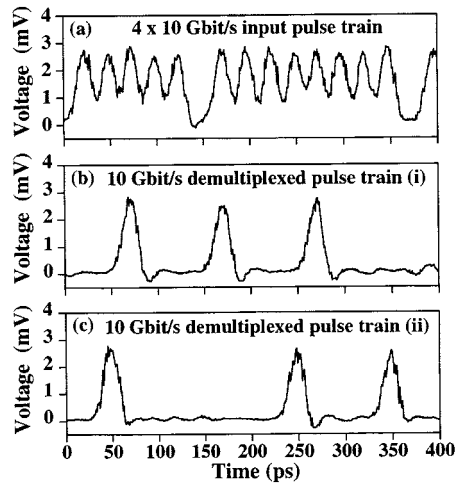 (a) 4 x 10 Gbit/s input pulse train
Voltage (mV)
4
3
2
1
0
(b) 10 Gbit/s demultiplexed pulse train (i)
Voltage (mV)
4
3
2
1
0
(c) 10 Gbit/s demultiplexed pulse train (ii)
Voltage (mV)
4
3
2
1
0
0 50 100 150 200 250 300 350 400
Time (ps)